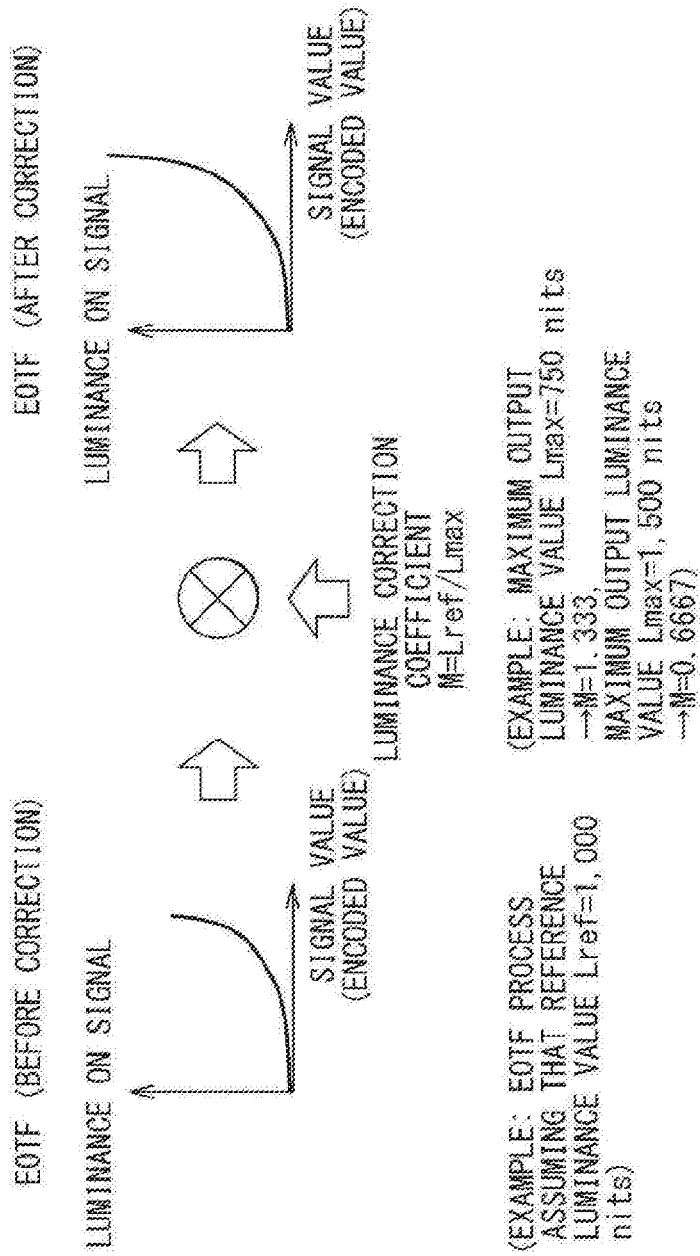 EOTF (BEFORE CORRECTION)
LUMINANCE ON SIGNAL
SIGNAL VALUE
(ENCODED VALUE)
(EXAMPLE: EOTF PROCESS
ASSUMING THAT REFERENCE
LUMINANCE VALUE Lref=1,000
nits)
LUMINANCE CORRECTION
COEFFICIENT
M=Lref/Lmax
(EXAMPLE: MAXIMUM OUTPUT
LUMINANCE VALUE Lmax=750 nits
→M=1.333,
MAXIMUM OUTPUT LUMINANCE
VALUE Lmax=1,500 nits
→M=0.6667)
EOTF (AFTER CORRECTION)
LUMINANCE ON SIGNAL
SIGNAL VALUE
(ENCODED VALUE)